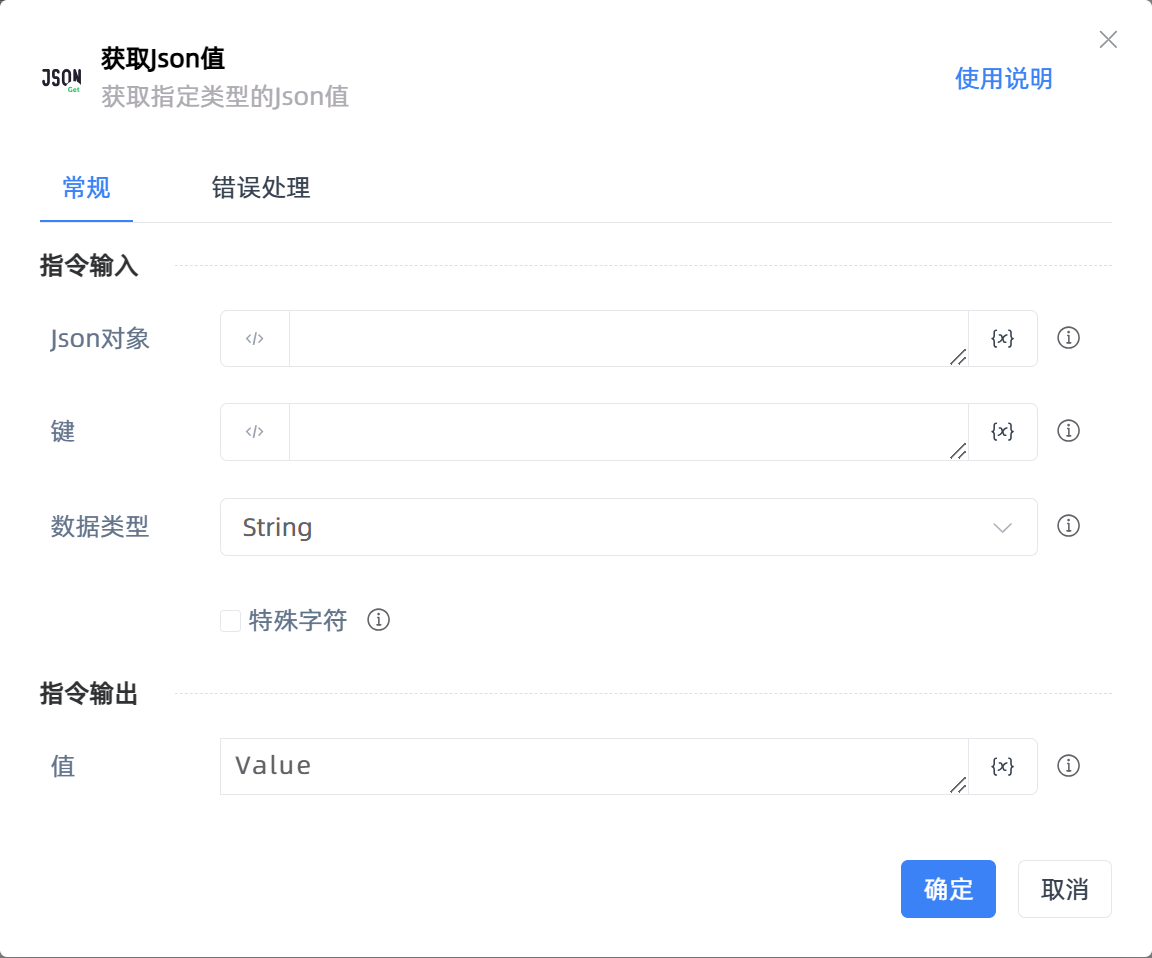 JSON
Get
获取Json值
获取指定类型的Json值
使用说明
常规
错误处理
指令输入
Json对象
</>
{x}
键
</>
{x}
数据类型
String
特殊字符
指令输出
值
Value
{x}
确定
取消